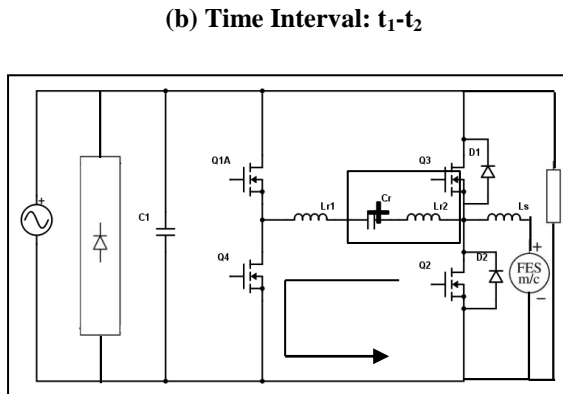 (b) Time Interval: t₁-t₂
Q1A
Q3
D1
Cr
Lr1
Lr2
Ls
+
C1
+
Q4
Q2
D2
+
FES
m/c
−